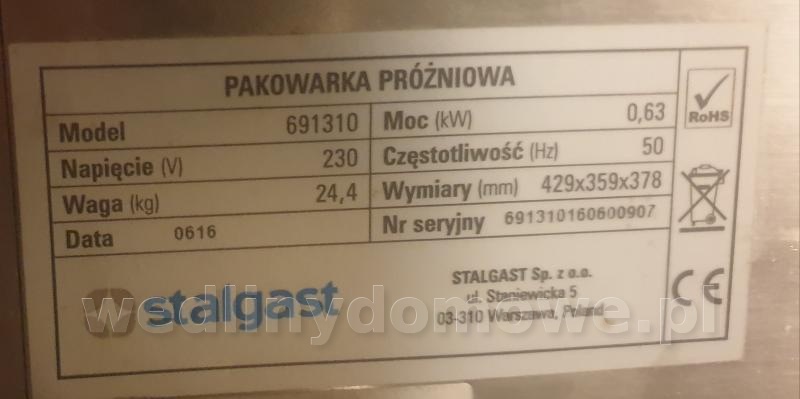 PAKOWARKA PRÓŻNIOWA
Model 691310 Moc (kW) 0,63
Napięcie (V) 230 Częstotliwość (Hz) 50
Waga (kg) 24,4 Wymiary (mm) 429x359x378
Data 0616 Nr seryjny 691310160600907
RoHS
stalgast
STALGAST Sp. z o.o.
ul. Staniewicka 5
03-310 Warszawa, Poland
CE
wedlinydomowe.pl